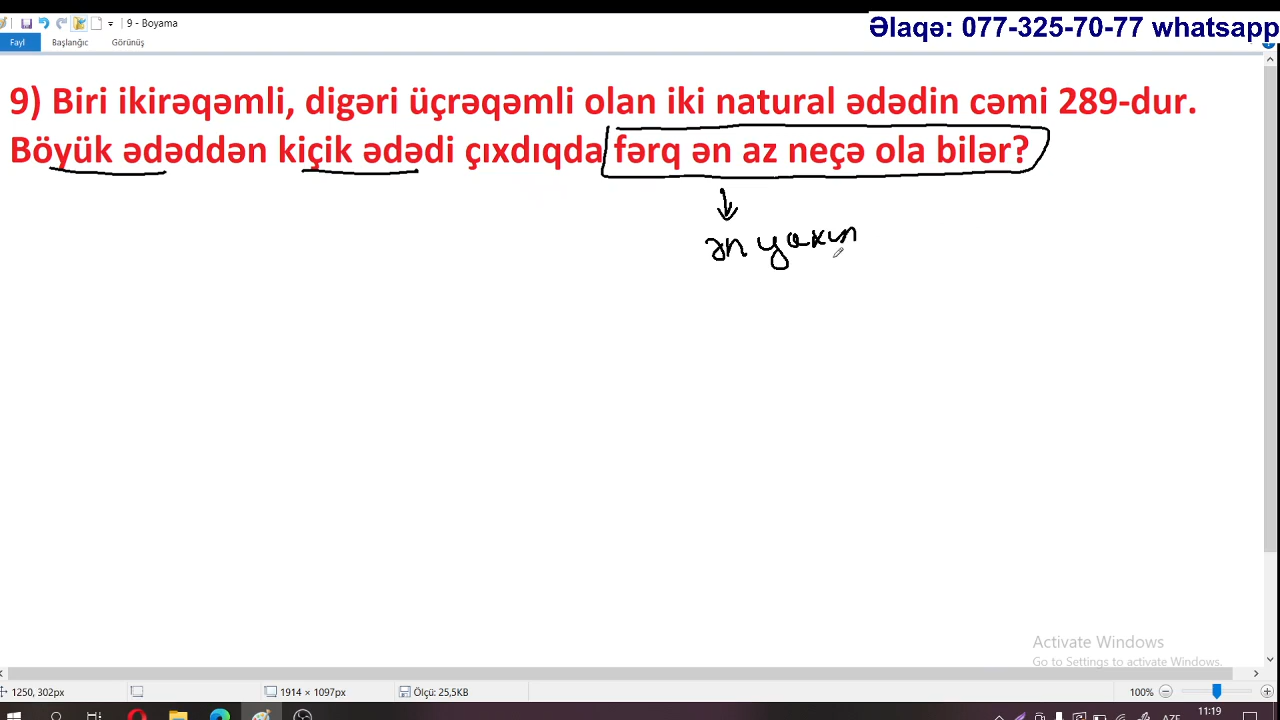 9 - Boyama
Əlaqə: 077-325-70-77 whatsapp
Fayl Başlanğıc Görünüş
9) Biri ikirəqəmli, digəri üçrəqəmli olan iki natural ədədin cəmi 289-dur.
Böyük ədəddən kiçik ədədi çıxdıqda fərq ən az neçə ola bilər?
ən yaxın
Activate Windows
Go to Settings to activate Windows.
1250, 302px 1914 × 1097px Ölçü: 25,5KB 100%
AZE 11:19